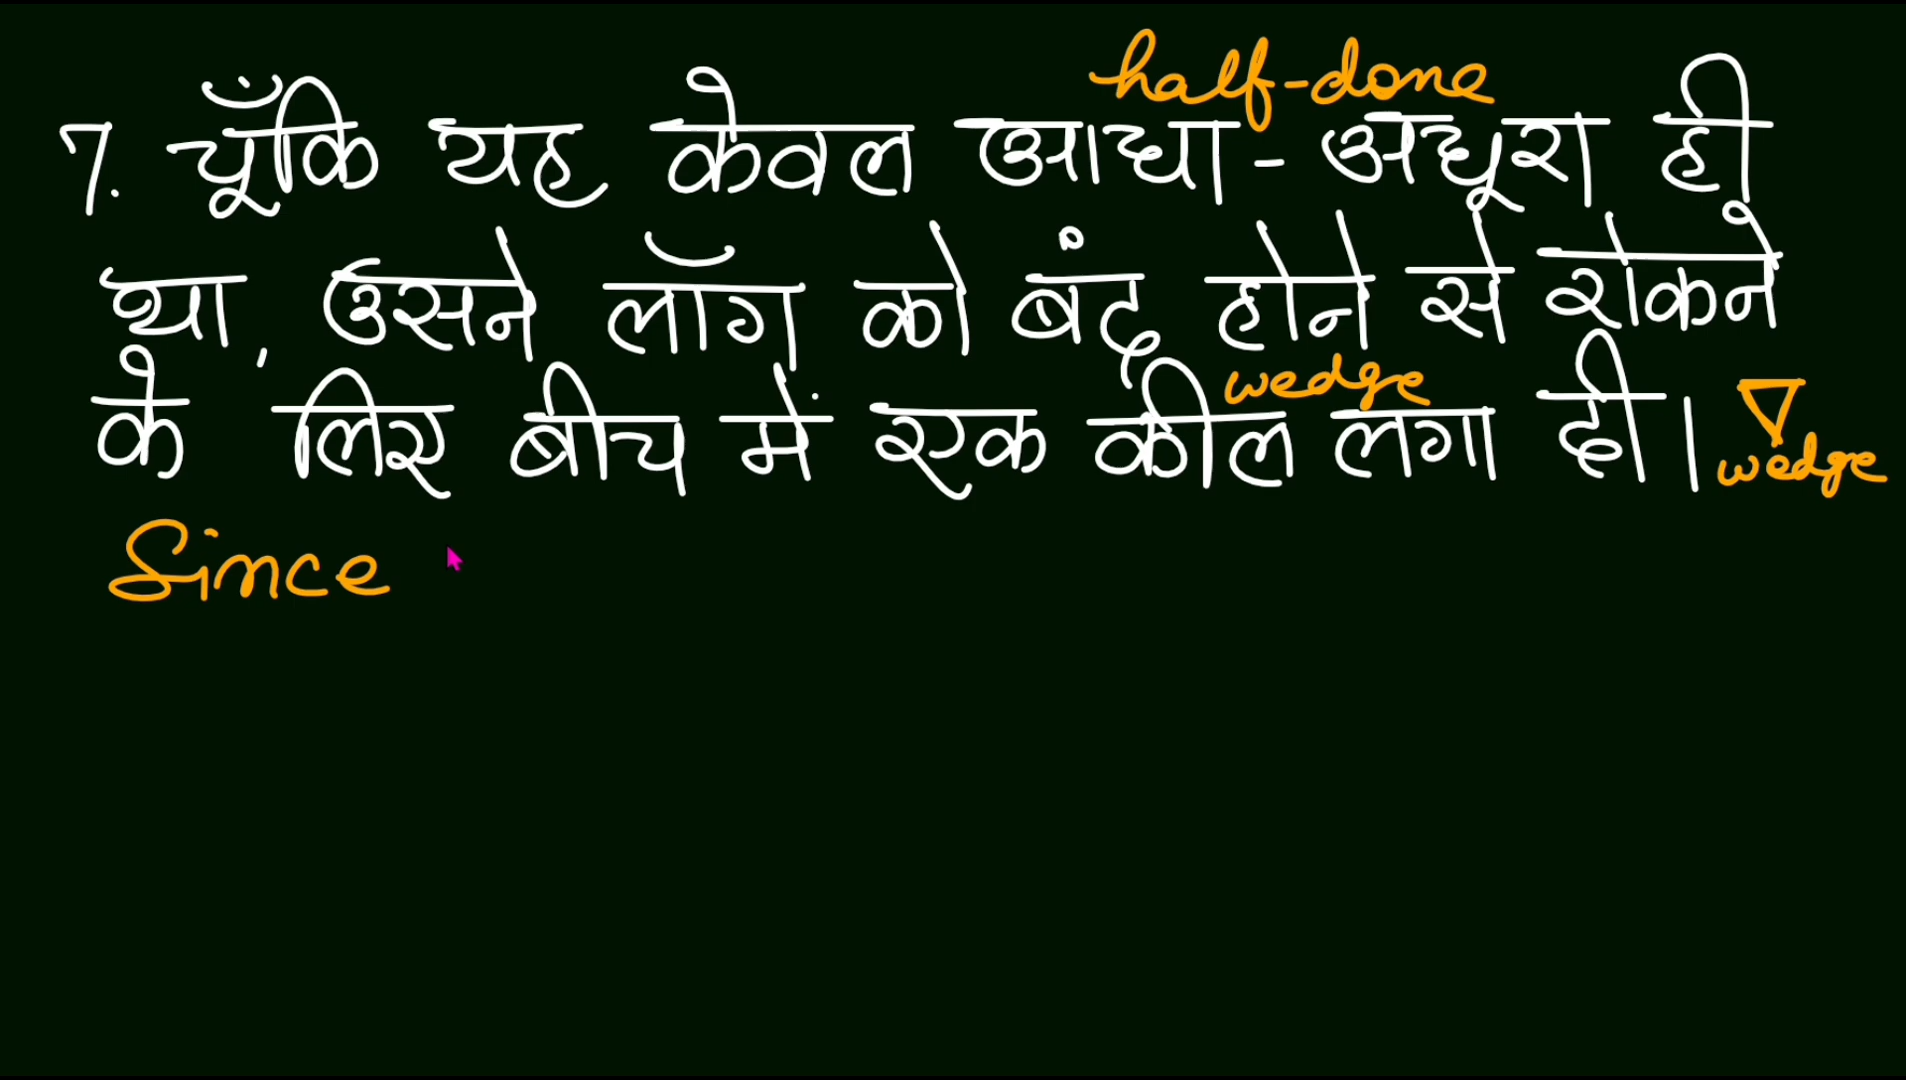 half-done
7. चूँकि यह केवल आधा-अधूरा ही
था, उसने लॉग को बंद होने से रोकने
wedge
के लिए बीच में एक कील लगा दी।
wedge
Since